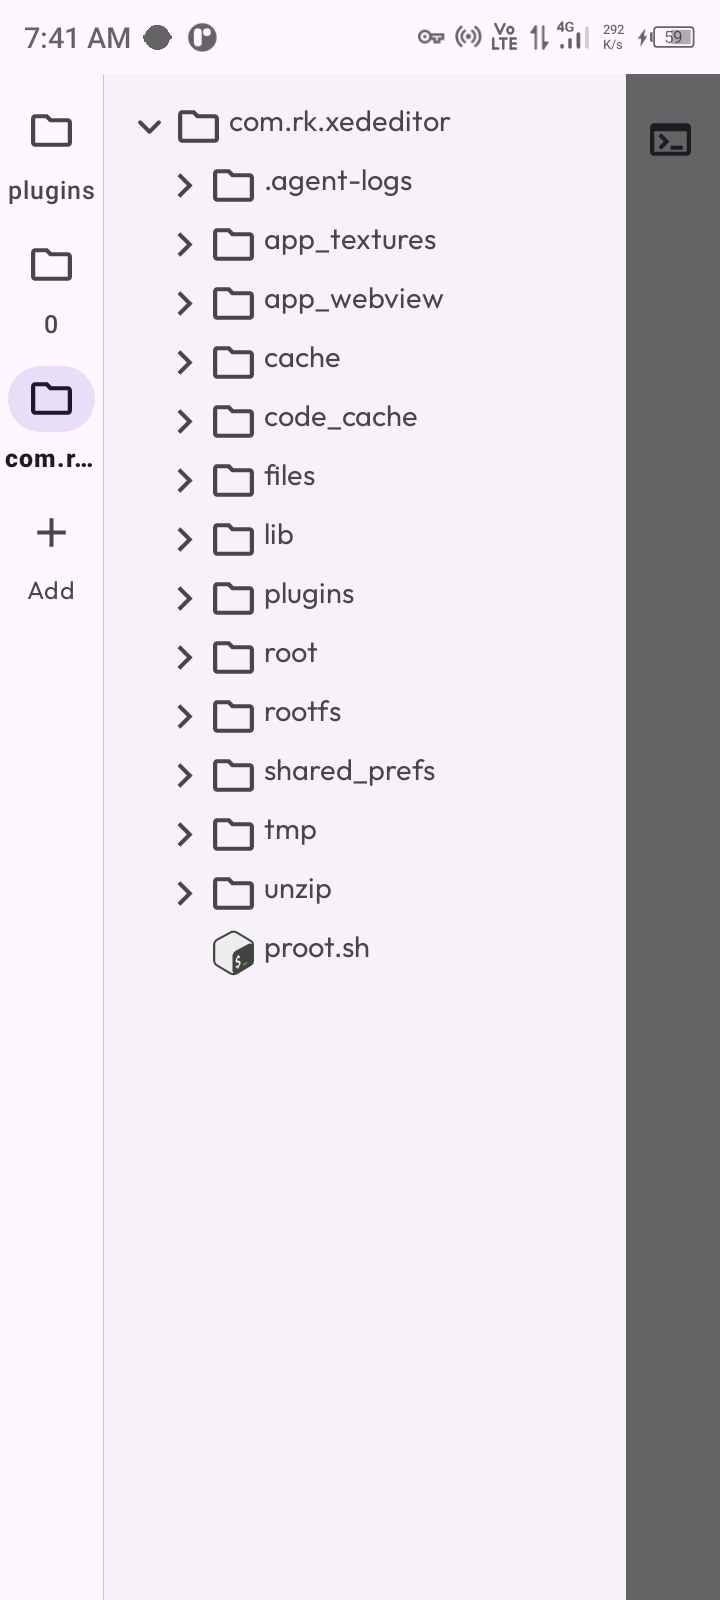 7:41 AM
Vo
LTE
4G
292
K/s
59
plugins
0
com.r...
Add
com.rk.xededitor
.agent-logs
app_textures
app_webview
cache
code_cache
files
lib
plugins
root
rootfs
shared_prefs
tmp
unzip
proot.sh